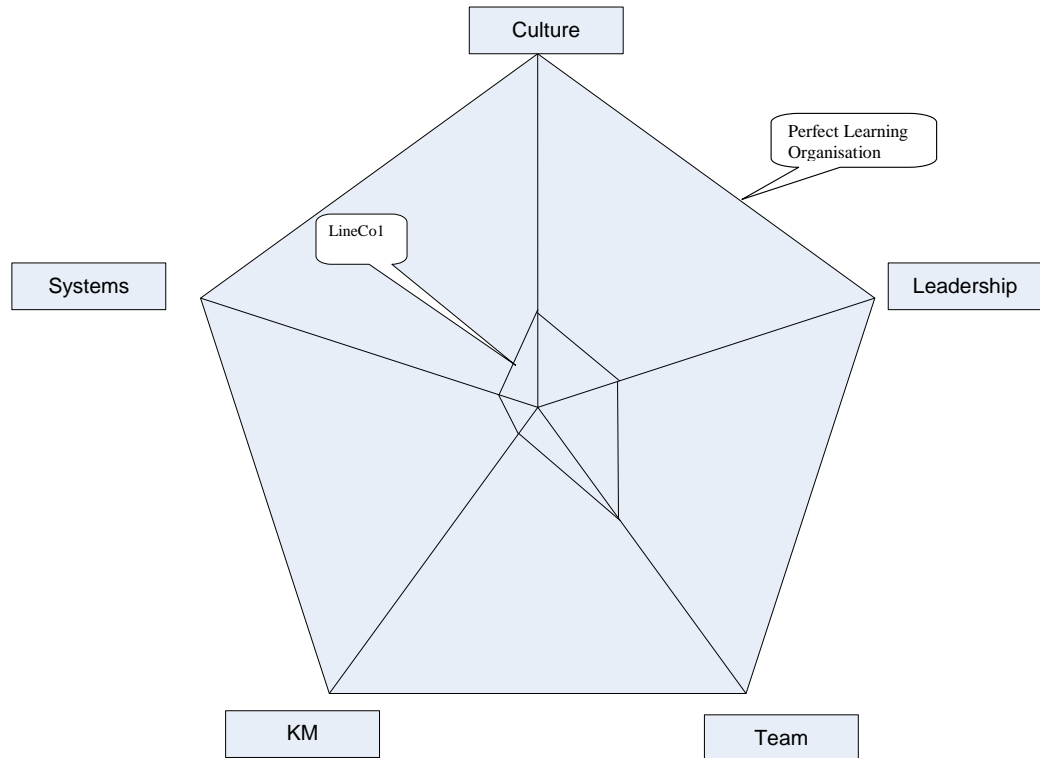 Culture
Perfect Learning
Organisation
LineCo1
Systems
Leadership
KM
Team